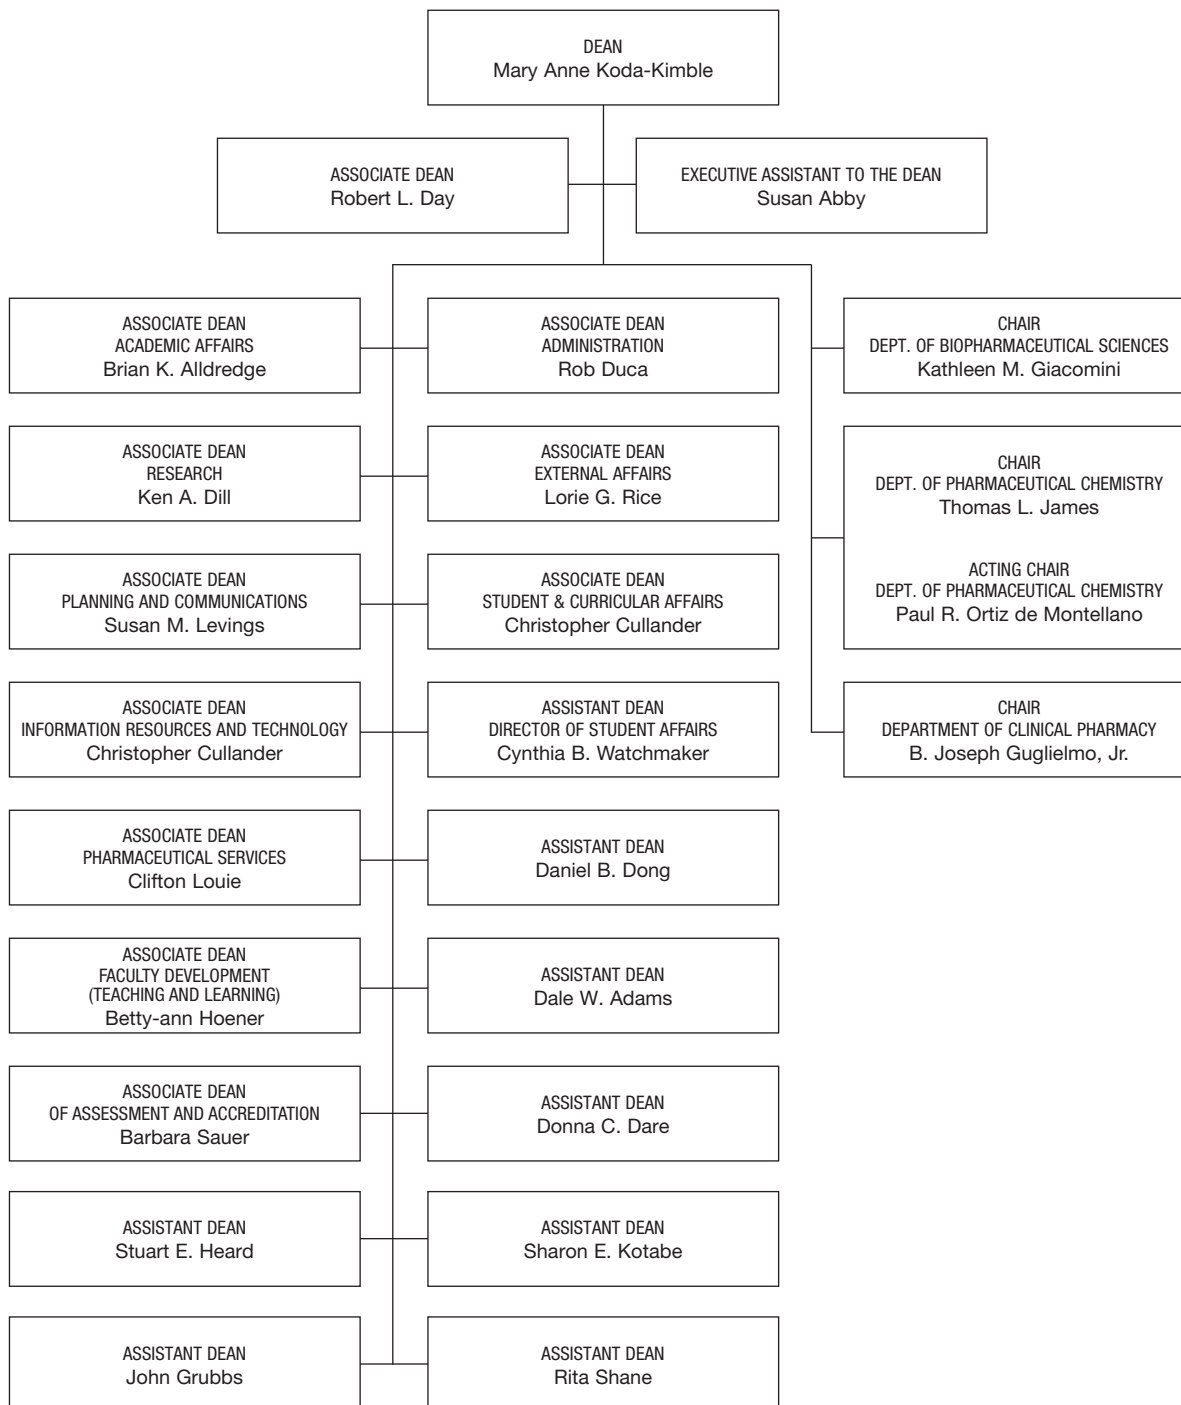 DEAN
Mary Anne Koda-Kimble
ASSOCIATE DEAN
Robert L. Day
EXECUTIVE ASSISTANT TO THE DEAN
Susan Abby
ASSOCIATE DEAN
ACADEMIC AFFAIRS
Brian K. Alldredge
ASSOCIATE DEAN
ADMINISTRATION
Rob Duca
CHAIR
DEPT. OF BIOPHARMACEUTICAL SCIENCES
Kathleen M. Giacomini
ASSOCIATE DEAN
RESEARCH
Ken A. Dill
ASSOCIATE DEAN
EXTERNAL AFFAIRS
Lorie G. Rice
CHAIR
DEPT. OF PHARMACEUTICAL CHEMISTRY
Thomas L. James
ACTING CHAIR
DEPT. OF PHARMACEUTICAL CHEMISTRY
Paul R. Ortiz de Montellano
ASSOCIATE DEAN
PLANNING AND COMMUNICATIONS
Susan M. Levings
ASSOCIATE DEAN
STUDENT & CURRICULAR AFFAIRS
Christopher Cullander
ASSOCIATE DEAN
INFORMATION RESOURCES AND TECHNOLOGY
Christopher Cullander
ASSISTANT DEAN
DIRECTOR OF STUDENT AFFAIRS
Cynthia B. Watchmaker
CHAIR
DEPARTMENT OF CLINICAL PHARMACY
B. Joseph Guglielmo, Jr.
ASSOCIATE DEAN
PHARMACEUTICAL SERVICES
Clifton Louie
ASSISTANT DEAN
Daniel B. Dong
ASSOCIATE DEAN
FACULTY DEVELOPMENT
(TEACHING AND LEARNING)
Betty-ann Hoener
ASSISTANT DEAN
Dale W. Adams
ASSOCIATE DEAN
OF ASSESSMENT AND ACCREDITATION
Barbara Sauer
ASSISTANT DEAN
Donna C. Dare
ASSISTANT DEAN
Stuart E. Heard
ASSISTANT DEAN
Sharon E. Kotabe
ASSISTANT DEAN
John Grubbs
ASSISTANT DEAN
Rita Shane